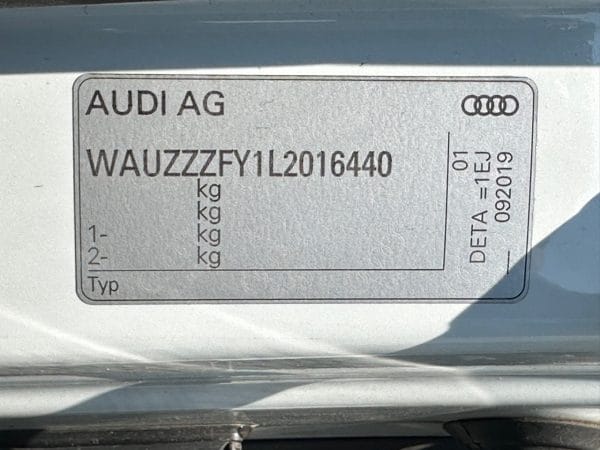 AUDI AG
WAUZZZFY1L2016440
kg
kg
1- kg
2- kg
Typ
01
DETA =1EJ
092019